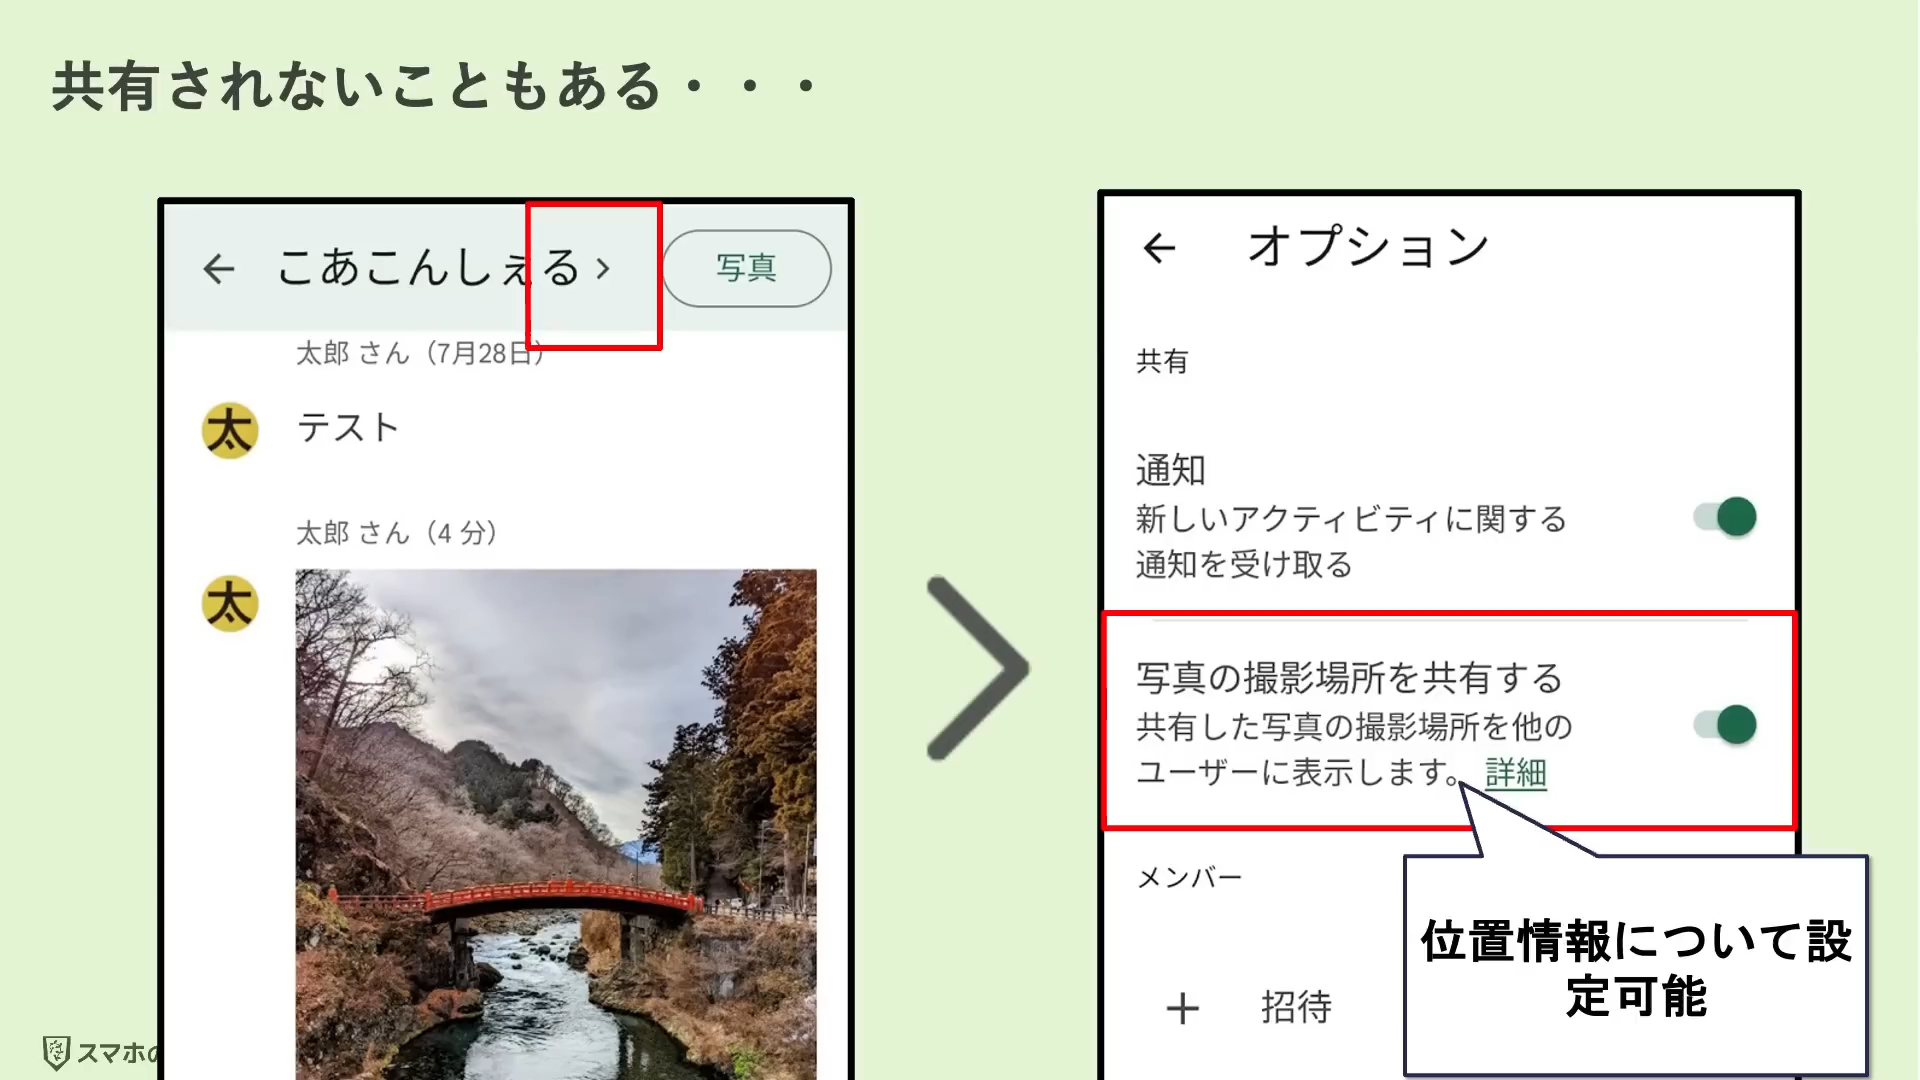 共有されないこともある・・・
こあこんしぇる
写真
太郎 さん（7月28日）
太
テスト
太郎 さん（4 分）
太
スマホの
オプション
共有
通知
新しいアクティビティに関する
通知を受け取る
写真の撮影場所を共有する
共有した写真の撮影場所を他の
ユーザーに表示します。 詳細
メンバー
招待
位置情報について設
定可能